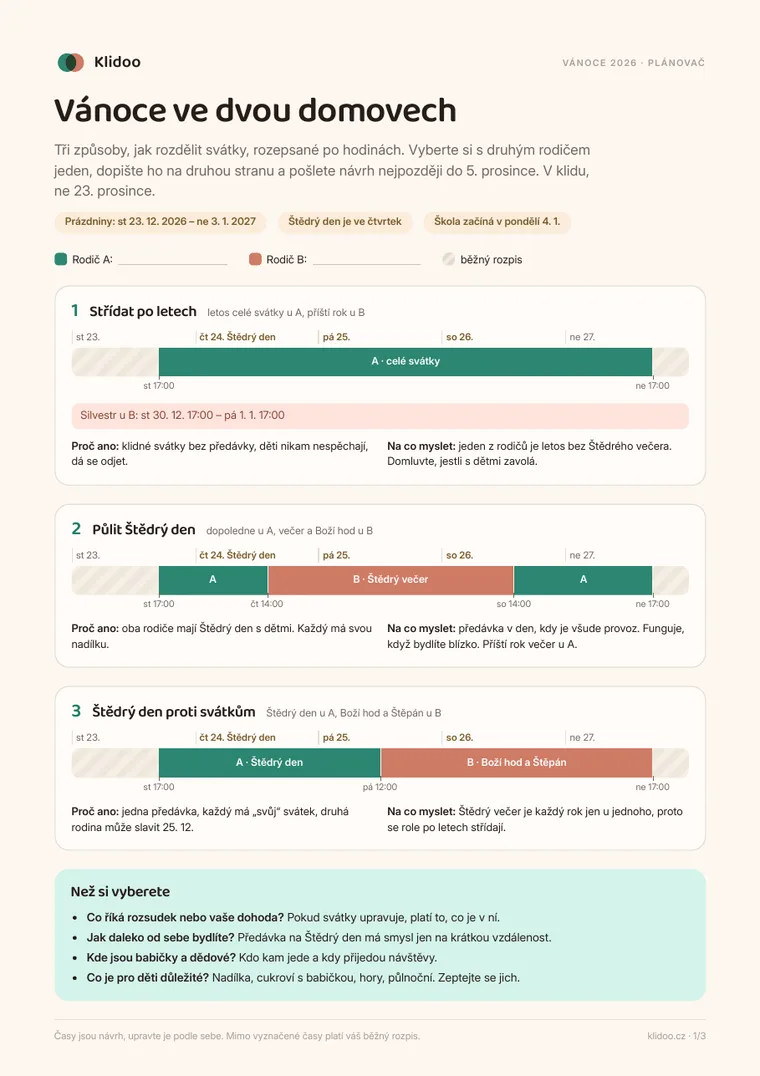 Klidoo
VÁNOCE 2026 · PLÁNOVAČ
Vánoce ve dvou domovech
Tři způsoby, jak rozdělit svátky, rozepsané po hodinách. Vyberte si s druhým rodičem
jeden, dopište ho na druhou stranu a pošlete návrh nejpozději do 5. prosince. V klidu,
ne 23. prosince.
Prázdniny: st 23. 12. 2026 – ne 3. 1. 2027
Štědrý den je ve čtvrtek
Škola začíná v pondělí 4. 1.
Rodič A:
Rodič B:
běžný rozpis
1 Střídat po letech letos celé svátky u A, příští rok u B
st 23. čt 24. Štědrý den pá 25. so 26. ne 27.
A · celé svátky
st 17:00 ne 17:00
Silvestr u B: st 30. 12. 17:00 – pá 1. 1. 17:00
Proč ano: klidné svátky bez předávky, děti nikam nespěchají,
dá se odjet.
Na co myslet: jeden z rodičů je letos bez Štědrého večera.
Domluvte, jestli s dětmi zavolá.
2 Půlit Štědrý den dopoledne u A, večer a Boží hod u B
st 23. čt 24. Štědrý den pá 25. so 26. ne 27.
A B · Štědrý večer A
st 17:00 čt 14:00 so 14:00 ne 17:00
Proč ano: oba rodiče mají Štědrý den s dětmi. Každý má svou
nadílku.
Na co myslet: předávka v den, kdy je všude provoz. Funguje,
když bydlíte blízko. Příští rok večer u A.
3 Štědrý den proti svátkům Štědrý den u A, Boží hod a Štěpán u B
st 23. čt 24. Štědrý den pá 25. so 26. ne 27.
A · Štědrý den B · Boží hod a Štěpán
st 17:00 pá 12:00 ne 17:00
Proč ano: jedna předávka, každý má „svůj“ svátek, druhá
rodina může slavit 25. 12.
Na co myslet: Štědrý večer je každý rok jen u jednoho, proto
se role po letech střídají.
Než si vyberete
• Co říká rozsudek nebo vaše dohoda? Pokud svátky upravuje, platí to, co je v ní.
• Jak daleko od sebe bydlíte? Předávka na Štědrý den má smysl jen na krátkou vzdálenost.
• Kde jsou babičky a dědové? Kdo kam jede a kdy přijedou návštěvy.
• Co je pro děti důležité? Nadílka, cukroví s babičkou, hory, půlnoční. Zeptejte se jich.
Časy jsou návrh, upravte je podle sebe. Mimo vyznačené časy platí váš běžný rozpis.
klidoo.cz · 1/3